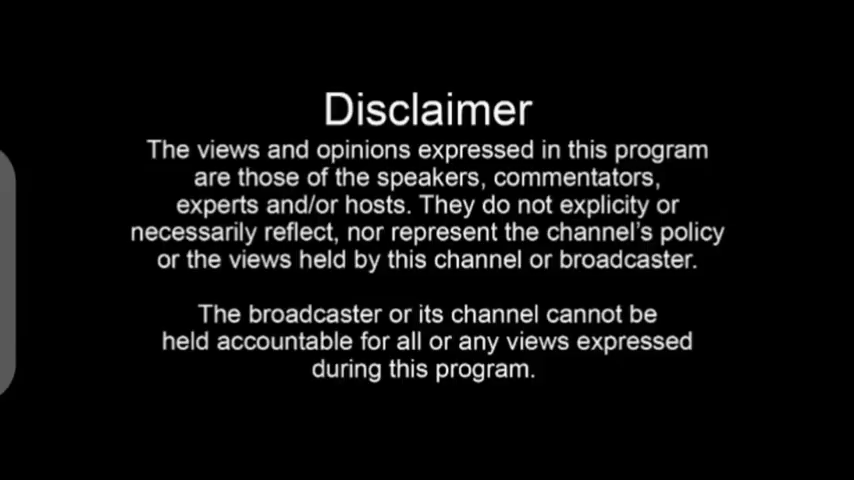 Disclaimer
The views and opinions expressed in this program
are those of the speakers, commentators,
experts and/or hosts. They do not explicity or
necessarily reflect, nor represent the channel's policy
or the views held by this channel or broadcaster.
The broadcaster or its channel cannot be
held accountable for all or any views expressed
during this program.